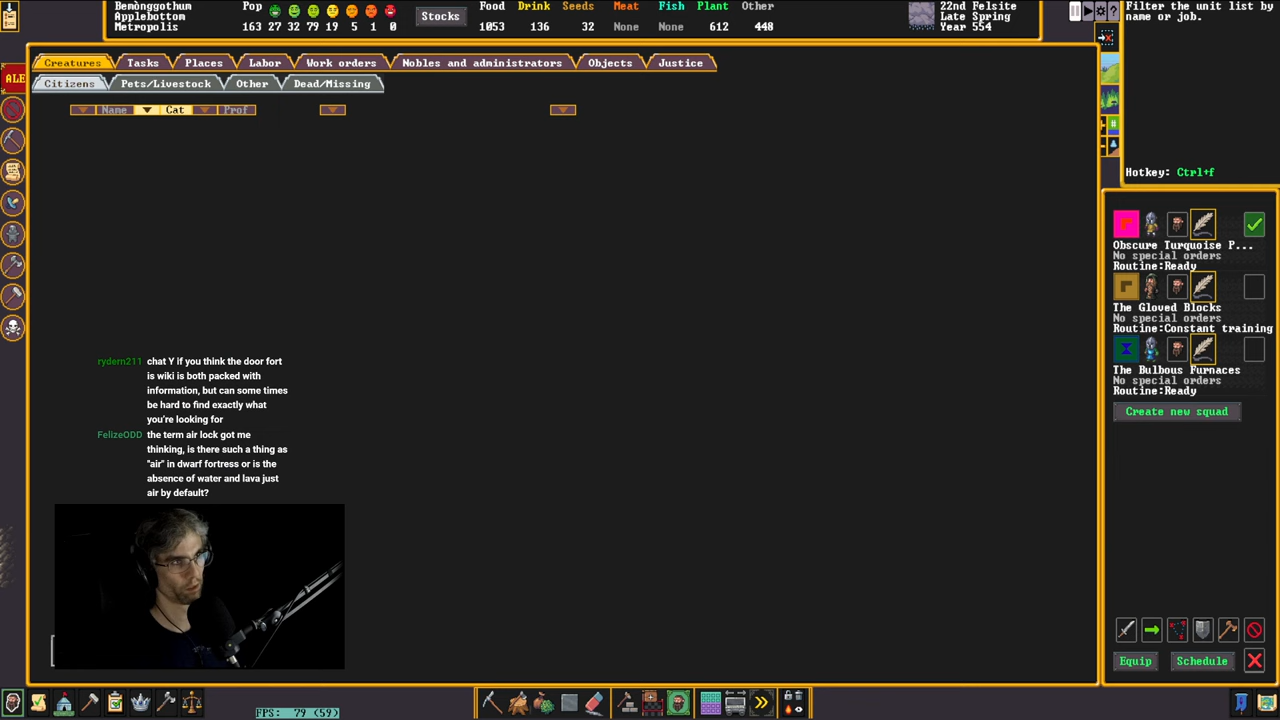 Bemònggothum
Applebottom
Metropolis
Pop
163 27 32 79 19 5 1 0
Stocks
Food Drink Seeds Meat Fish Plant Other
1053 136 32 None None 612 448
22nd Felsite
Late Spring
Year 554
Filter the unit list by
name or job.
Hotkey: Ctrl+f
ALE
Creatures Tasks Places Labor Work orders Nobles and administrators Objects Justice
Citizens Pets/Livestock Other Dead/Missing
Name Cat Prof
rydern211 chat Y if you think the door fort
is wiki is both packed with
information, but can some times
be hard to find exactly what
you're looking for
FelizeODD the term air lock got me
thinking, is there such a thing as
"air" in dwarf fortress or is the
absence of water and lava just
air by default?
Obscure Turquoise P...
No special orders
Routine:Ready
The Gloved Blocks
No special orders
Routine:Constant training
The Bulbous Furnaces
No special orders
Routine:Ready
Create new squad
Equip Schedule
FPS: 79 (59)